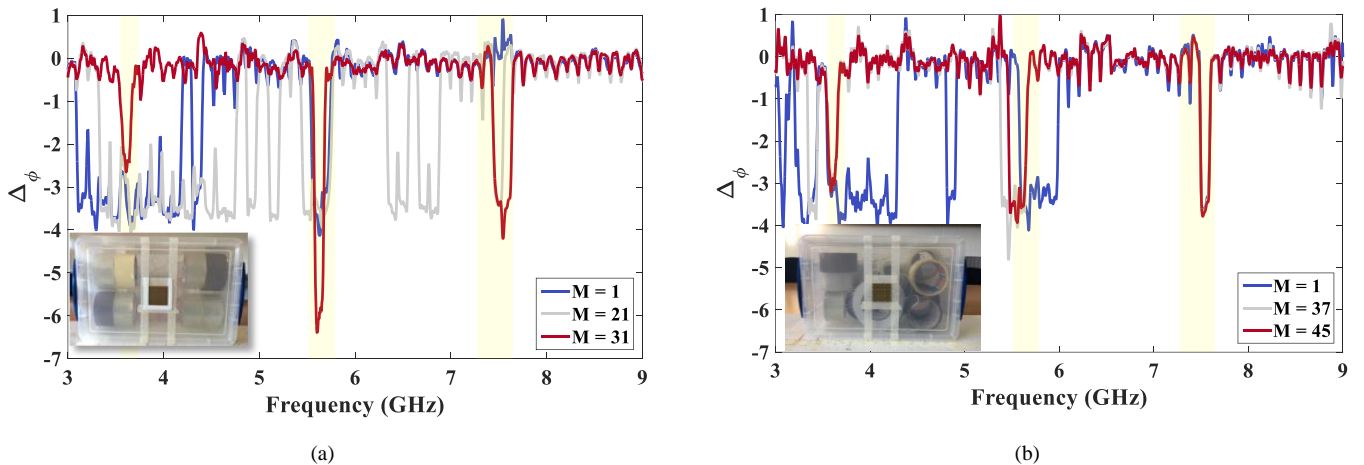 1
0
-1
-2
-3
-4
-5
-6
-7
Δϕ
M = 1
M = 21
M = 31
3 4 5 6 7 8 9
Frequency (GHz)
(a)
1
0
-1
-2
-3
-4
-5
-6
-7
Δϕ
M = 1
M = 37
M = 45
3 4 5 6 7 8 9
Frequency (GHz)
(b)